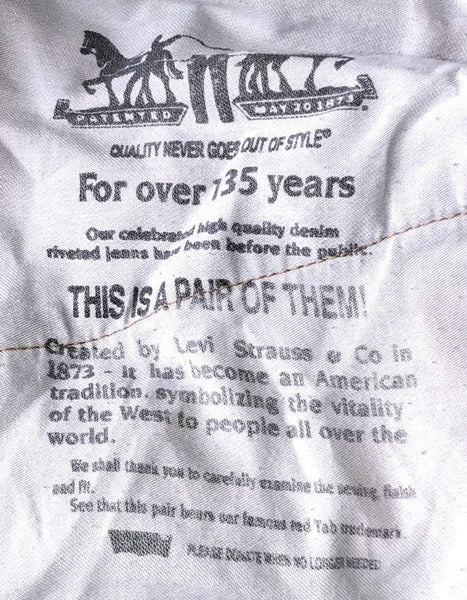 PATENTED MAY 20 1873
QUALITY NEVER GOES OUT OF STYLE®
For over 135 years
Our celebrated high quality denim
riveted jeans have been before the public.
THIS IS A PAIR OF THEM!
Created by Levi Strauss & Co in
1873 - it has become an American
tradition, symbolizing the vitality
of the West to people all over the
world.
We shall thank you to carefully examine the sewing, finish
and fit.
See that this pair bears our famous red Tab trademark.
PLEASE DONATE WHEN NO LONGER NEEDED